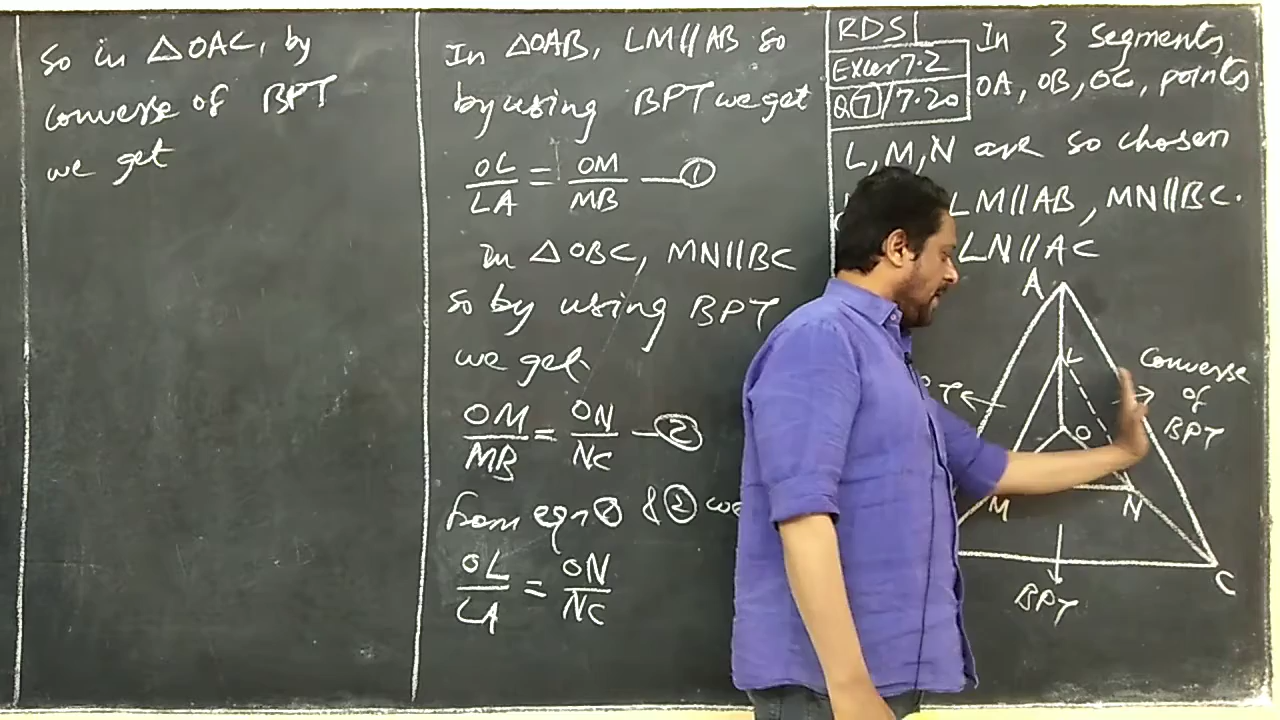 RDS
Exer 7.2
Q7/7.20
In 3 segments
OA, OB, OC, points
L, M, N are so chosen
LM//AB, MN//BC.
LN//AC
A
L
O
M
N
C
Converse
of
BPT
BPT
In △OAB, LM//AB so
by using BPT we get
OL/LA = OM/MB —①
In △OBC, MN//BC
so by using BPT
we get
OM/MB = ON/NC —②
from eqn ① & ② we
OL/LA = ON/NC
So in △OAC, by
converse of BPT
we get